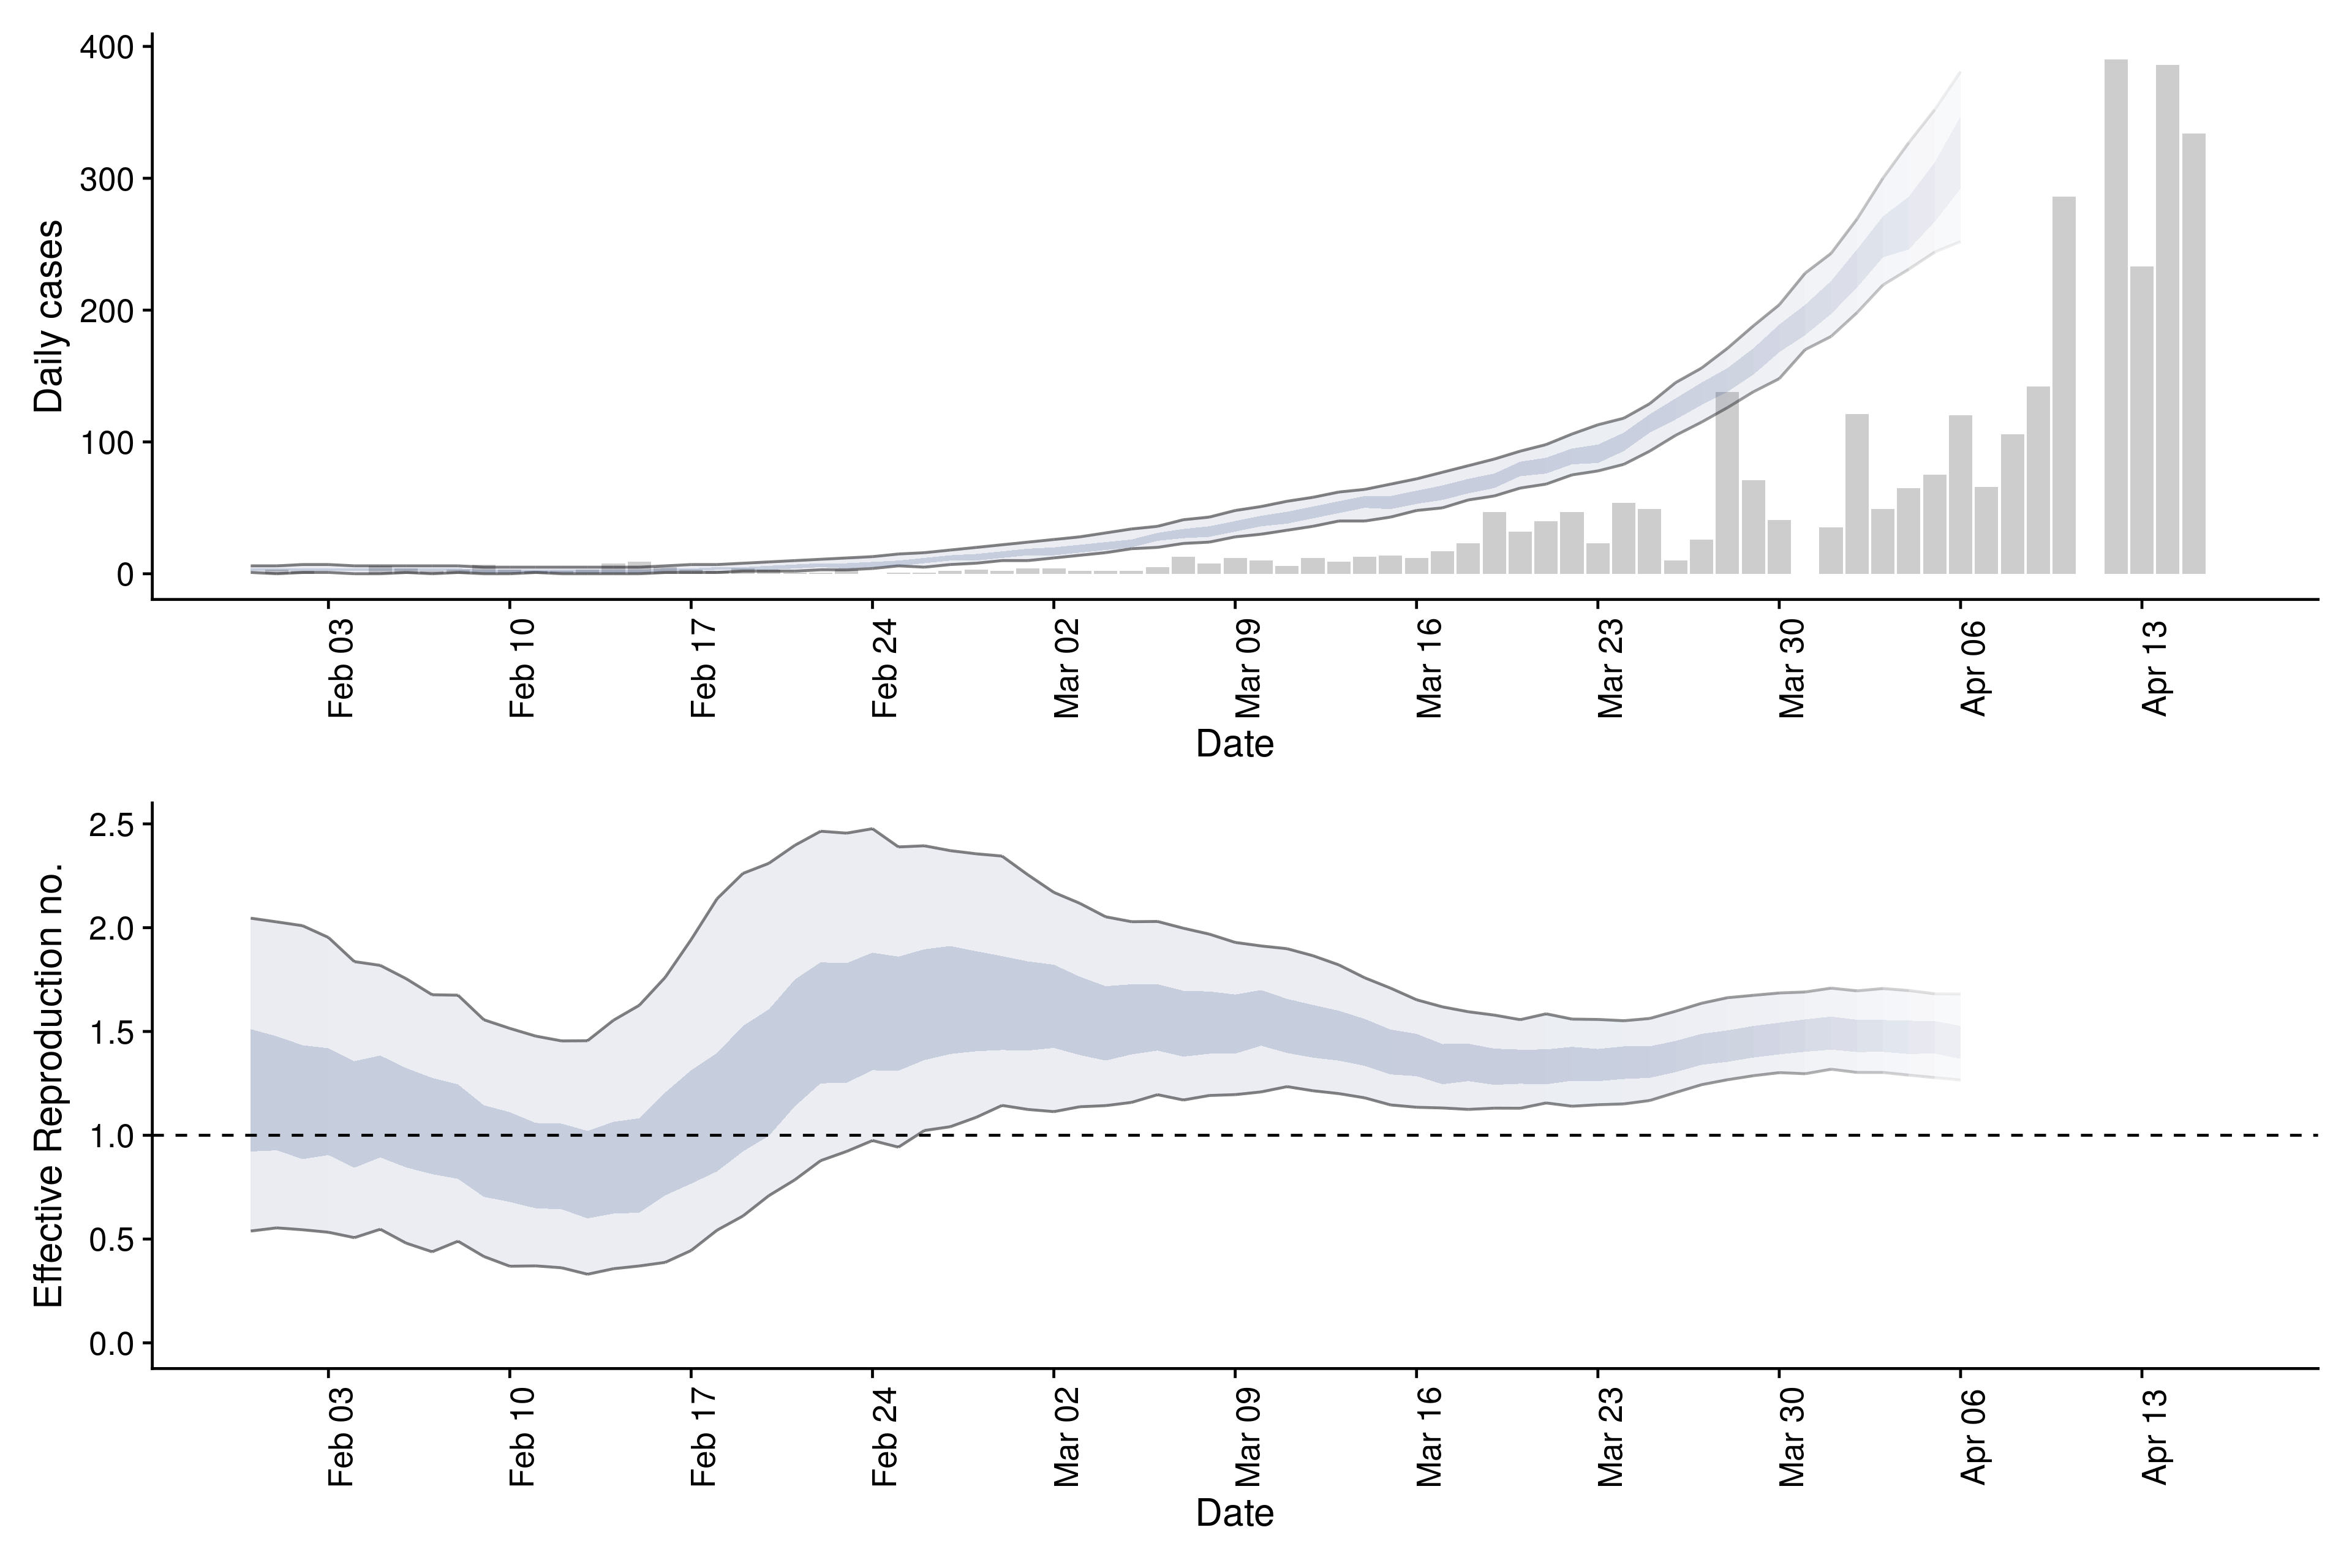 Daily cases
400
300
200
100
0
Feb 03
Feb 10
Feb 17
Feb 24
Mar 02
Mar 09
Mar 16
Mar 23
Mar 30
Apr 06
Apr 13
Date
Effective Reproduction no.
2.5
2.0
1.5
1.0
0.5
0.0
Feb 03
Feb 10
Feb 17
Feb 24
Mar 02
Mar 09
Mar 16
Mar 23
Mar 30
Apr 06
Apr 13
Date